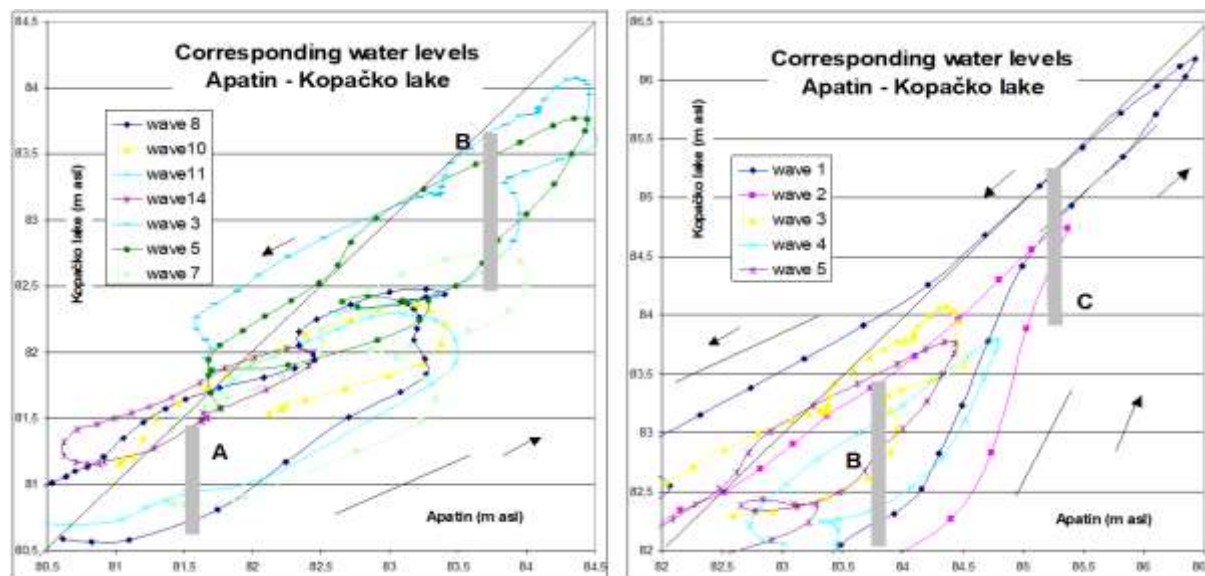 Corresponding water levels
Apatin - Kopačko lake
84,5
84
83,5
83
82,5
82
81,5
81
80,5
Kopačko lake (m asl)
wave 8
wave10
wave11
wave14
wave 3
wave 5
wave 7
B
A
Apatin (m asl)
80,5
81
81,5
82
82,5
83
83,5
84
84,5
Corresponding water levels
Apatin - Kopačko lake
86,5
86
85,5
85
84,5
84
83,5
83
82,5
82
Kopačko lake (m asl)
wave 1
wave 2
wave 3
wave 4
wave 5
C
B
Apatin (m asl)
82
82,5
83
83,5
84
84,5
85
85,5
86